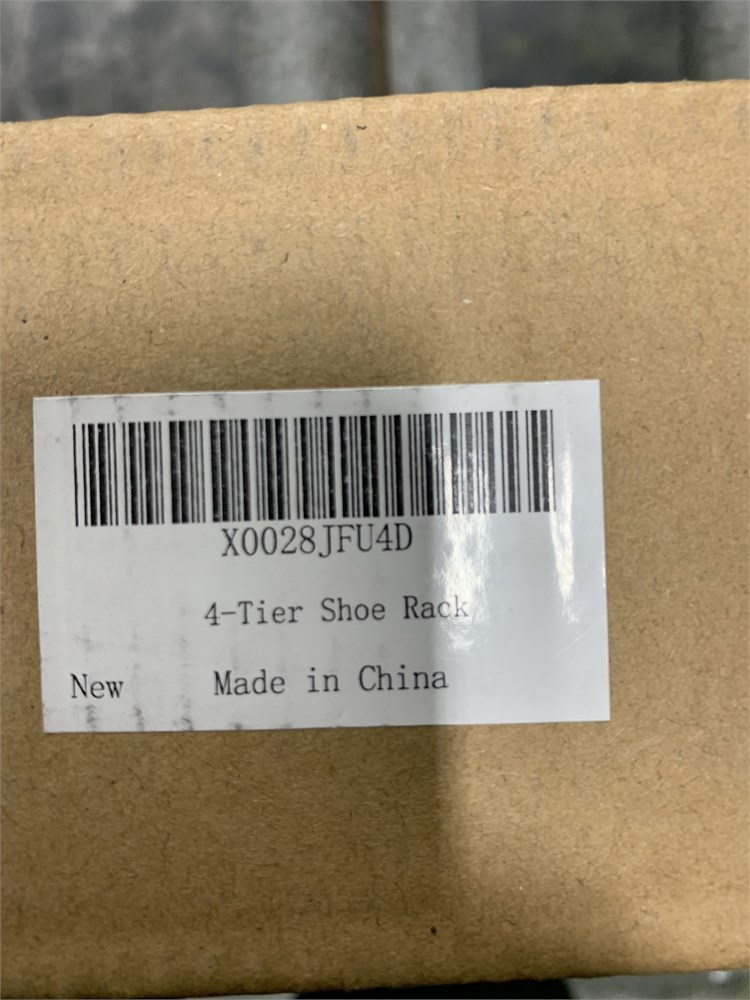 X0028JFU4D
4-Tier Shoe Rack
New Made in China